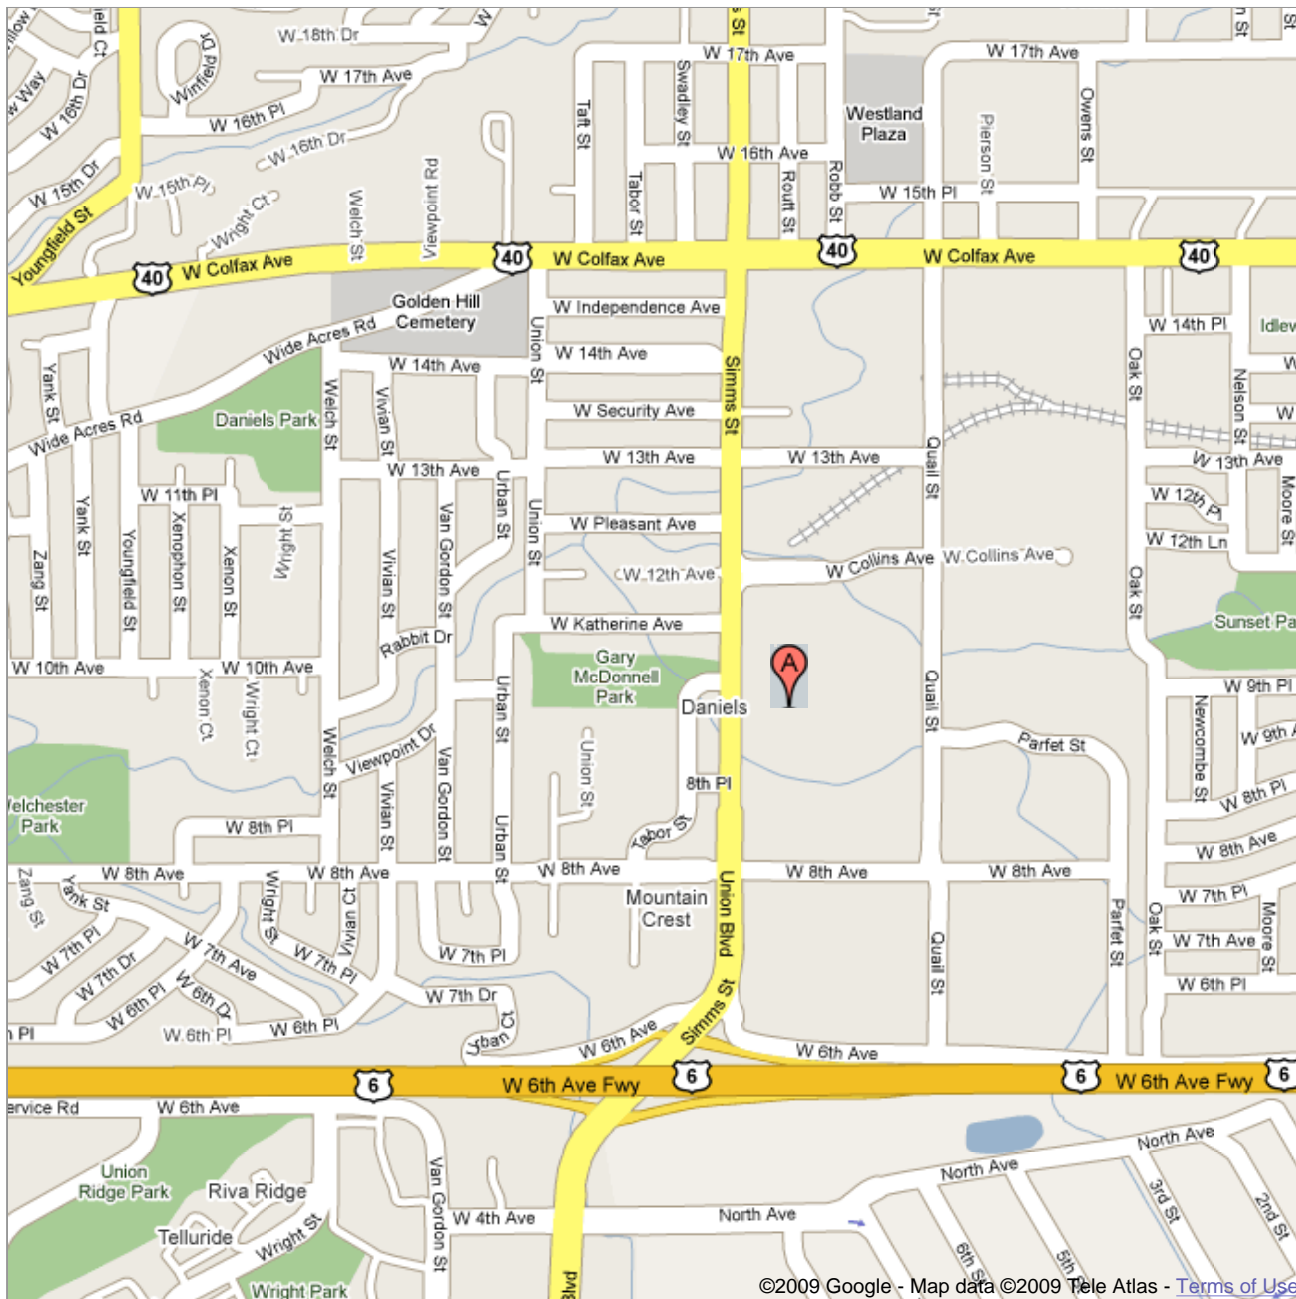 W 18th Dr
W 17th Ave
Winfield Dr
W 16th Pl
W 16th Dr
W 16th Dr
W 15th Dr
W 15th Pl
Wright Ct
Youngfield St
Welch St
Viewpoint Rd
Taft St
Swadley St
W 17th Ave
W 16th Ave
Tabor St
Routt St
Robb St
Westland
Plaza
W 17th Ave
Owens St
Pierson St
W 15th Pl
40
W Colfax Ave
40
W Colfax Ave
40
W Colfax Ave
40
Golden Hill
Cemetery
Wide Acres Rd
W Independence Ave
Union St
W 14th Ave
W 14th Ave
W Security Ave
Simms St
W 14th Pl
Oak St
Nelson St
Yank St
Wide Acres Rd
Daniels Park
Welch St
Vivian St
W 13th Ave
W 13th Ave
W 13th Ave
Quail St
W 13th Ave
W 11th Pl
Urban St
Union St
W 12th Pl
Moore St
W 12th Ln
Zang St
Yank St
Youngfield St
Xenophon St
Xenon St
Wright St
Vivian St
Van Gordon St
W Pleasant Ave
W 12th Ave
W Collins Ave
W Collins Ave
Oak St
Rabbit Dr
W Katherine Ave
W 10th Ave
W 10th Ave
Xenon Ct
Wright Ct
Gary
McDonnell
Park
A
Daniels
Quail St
W 9th Pl
Newcombe St
Urban St
Viewpoint Dr
Welch St
Vivian St
Van Gordon St
Union St
8th Pl
Tabor St
Parfet St
W 8th Pl
W 8th Ave
Park
W 8th Pl
Urban St
W 8th Ave
W 8th Ave
W 8th Ave
W 8th Ave
W 8th Ave
Zang St
Yank St
Wright St
Vivian Ct
Mountain
Crest
Union Blvd
Quail St
Parfet St
Oak St
W 7th Pl
W 7th Ave
Moore St
W 6th Pl
W 7th Pl
W 7th Dr
W 7th Ave
W 7th Pl
W 7th Pl
W 6th Pl
W 6th Dr
W 6th Pl
W 6th Pl
W 7th Dr
Urban Ct
W 6th Ave
Simms St
W 6th Ave
6
W 6th Ave Fwy
6
6
W 6th Ave Fwy
6
W 6th Ave
Union
Ridge Park
Riva Ridge
Telluride
Wright St
Wright Park
Van Gordon St
W 4th Ave
North Ave
North Ave
North Ave
6th St
5th
3rd St
2nd St
©2009 Google - Map data ©2009 Tele Atlas - Terms of Use